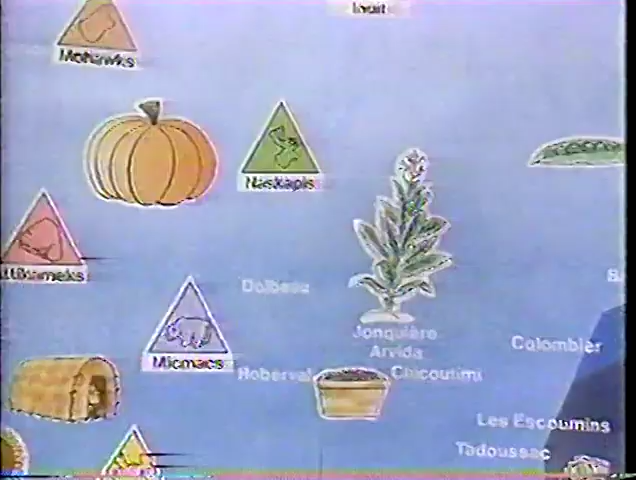 Inuit
Mohawks
Naskapis
Attikameks
Dolbeau
Jonquière
Arvida
Micmacs
Roberval
Chicoutimi
Colombier
Les Escoumins
Tadoussac